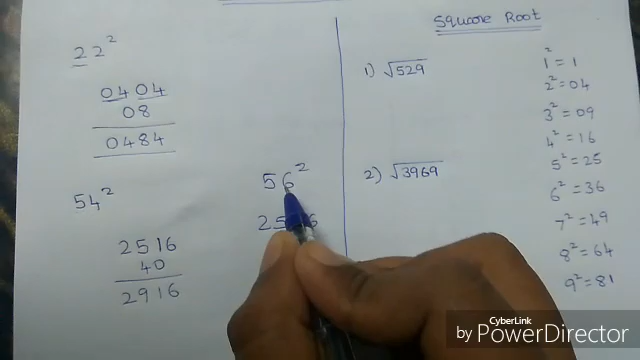 22²
0404
08
0484
54²
2516
40
2916
56²
Square Root
1) √529
2) √3969
1² = 1
2² = 04
3² = 09
4² = 16
5² = 25
6² = 36
7² = 49
8² = 64
9² = 81
CyberLink
by PowerDirector